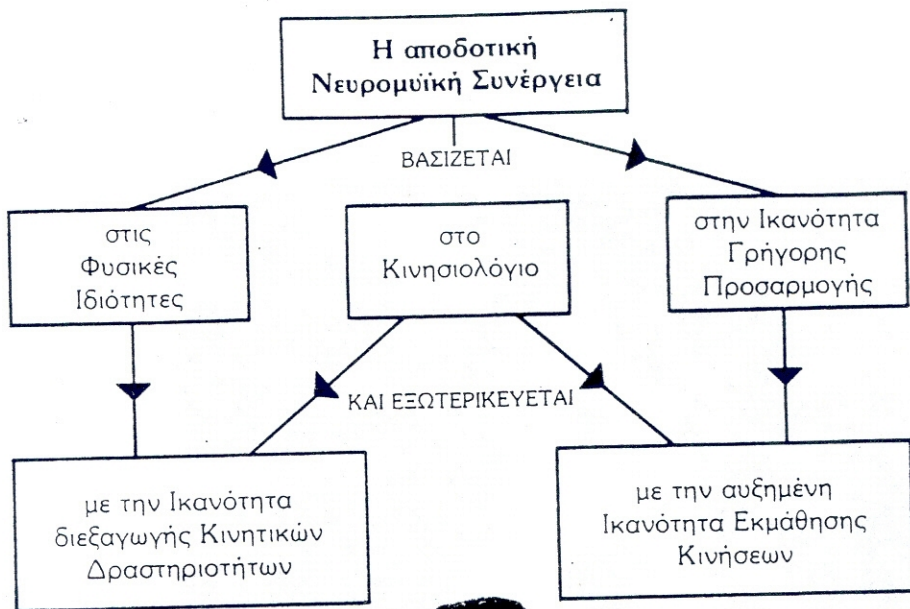 Η αποδοτική
Νευρομυϊκή Συνέργεια
ΒΑΣΙΖΕΤΑΙ
στις
Φυσικές
Ιδιότητες
στο
Κινησιολόγιο
στην Ικανότητα
Γρήγορης
Προσαρμογής
ΚΑΙ ΕΞΩΤΕΡΙΚΕΥΕΤΑΙ
με την Ικανότητα
διεξαγωγής Κινητικών
Δραστηριοτήτων
με την αυξημένη
Ικανότητα Εκμάθησης
Κινήσεων